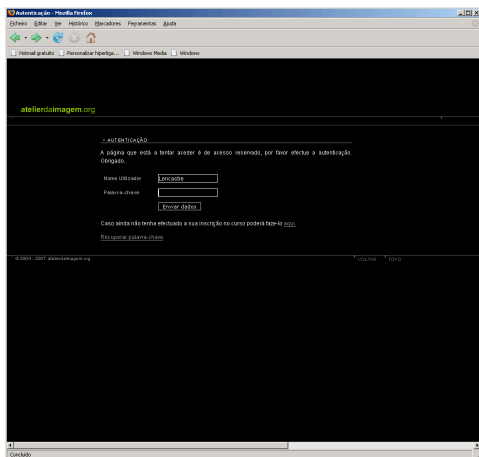 Autenticação - Mozilla Firefox
Ficheiro Editar Ver Histórico Marcadores Ferramentas Ajuda
Hotmail gratuito Personalizar hiperliga... Windows Media Windows
atelierdaimagem.org
AUTENTICAÇÃO
A página que está a tentar aceder é de acesso reservado, por favor efectue a autenticação.
Obrigado.
Nome Utilizador Lencastre
Palavra-chave
Enviar dados
Caso ainda não tenha efectuado a sua inscrição no curso poderá faze-lo aqui.
Recuperar palavra-chave
© 2004 - 2007 atelierdaimagem.org VOLTAR TOPO
Concluído